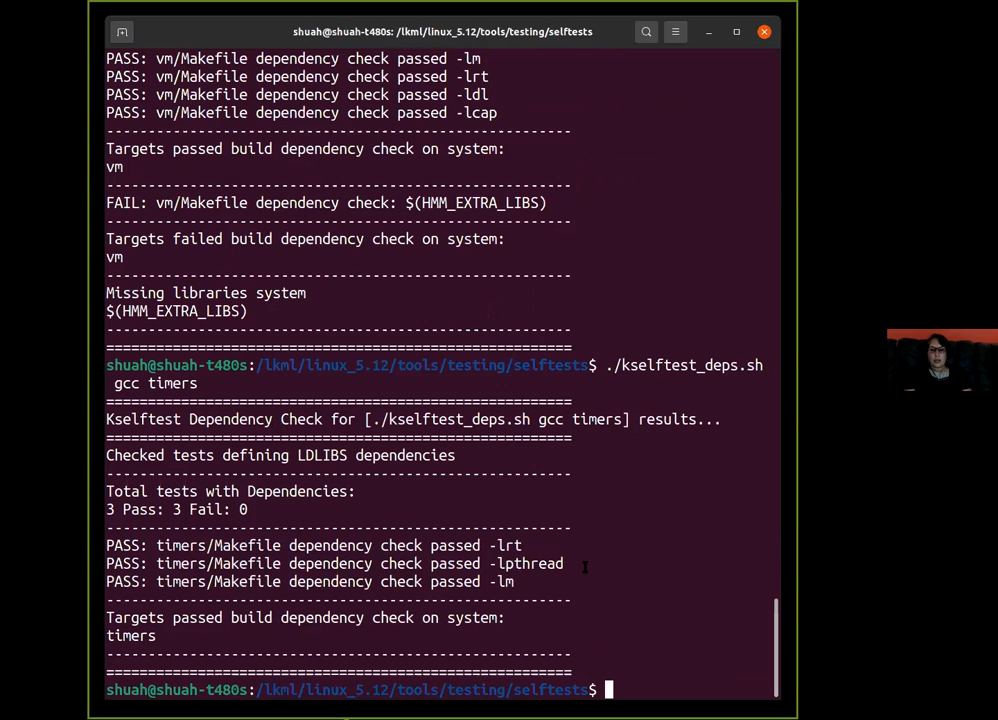 shuah@shuah-t480s: /lkml/linux_5.12/tools/testing/selftests
PASS: vm/Makefile dependency check passed -lm
PASS: vm/Makefile dependency check passed -lrt
PASS: vm/Makefile dependency check passed -ldl
PASS: vm/Makefile dependency check passed -lcap
--------------------------------------------------------
Targets passed build dependency check on system:
vm
--------------------------------------------------------
FAIL: vm/Makefile dependency check: $(HMM_EXTRA_LIBS)
--------------------------------------------------------
Targets failed build dependency check on system:
vm
--------------------------------------------------------
Missing libraries system
$(HMM_EXTRA_LIBS)
--------------------------------------------------------
========================================================
shuah@shuah-t480s:/lkml/linux_5.12/tools/testing/selftests$ ./kselftest_deps.sh
gcc timers
========================================================
Kselftest Dependency Check for [./kselftest_deps.sh gcc timers] results...
========================================================
Checked tests defining LDLIBS dependencies
--------------------------------------------------------
Total tests with Dependencies:
3 Pass: 3 Fail: 0
--------------------------------------------------------
PASS: timers/Makefile dependency check passed -lrt
PASS: timers/Makefile dependency check passed -lpthread
PASS: timers/Makefile dependency check passed -lm
--------------------------------------------------------
Targets passed build dependency check on system:
timers
--------------------------------------------------------
========================================================
shuah@shuah-t480s:/lkml/linux_5.12/tools/testing/selftests$